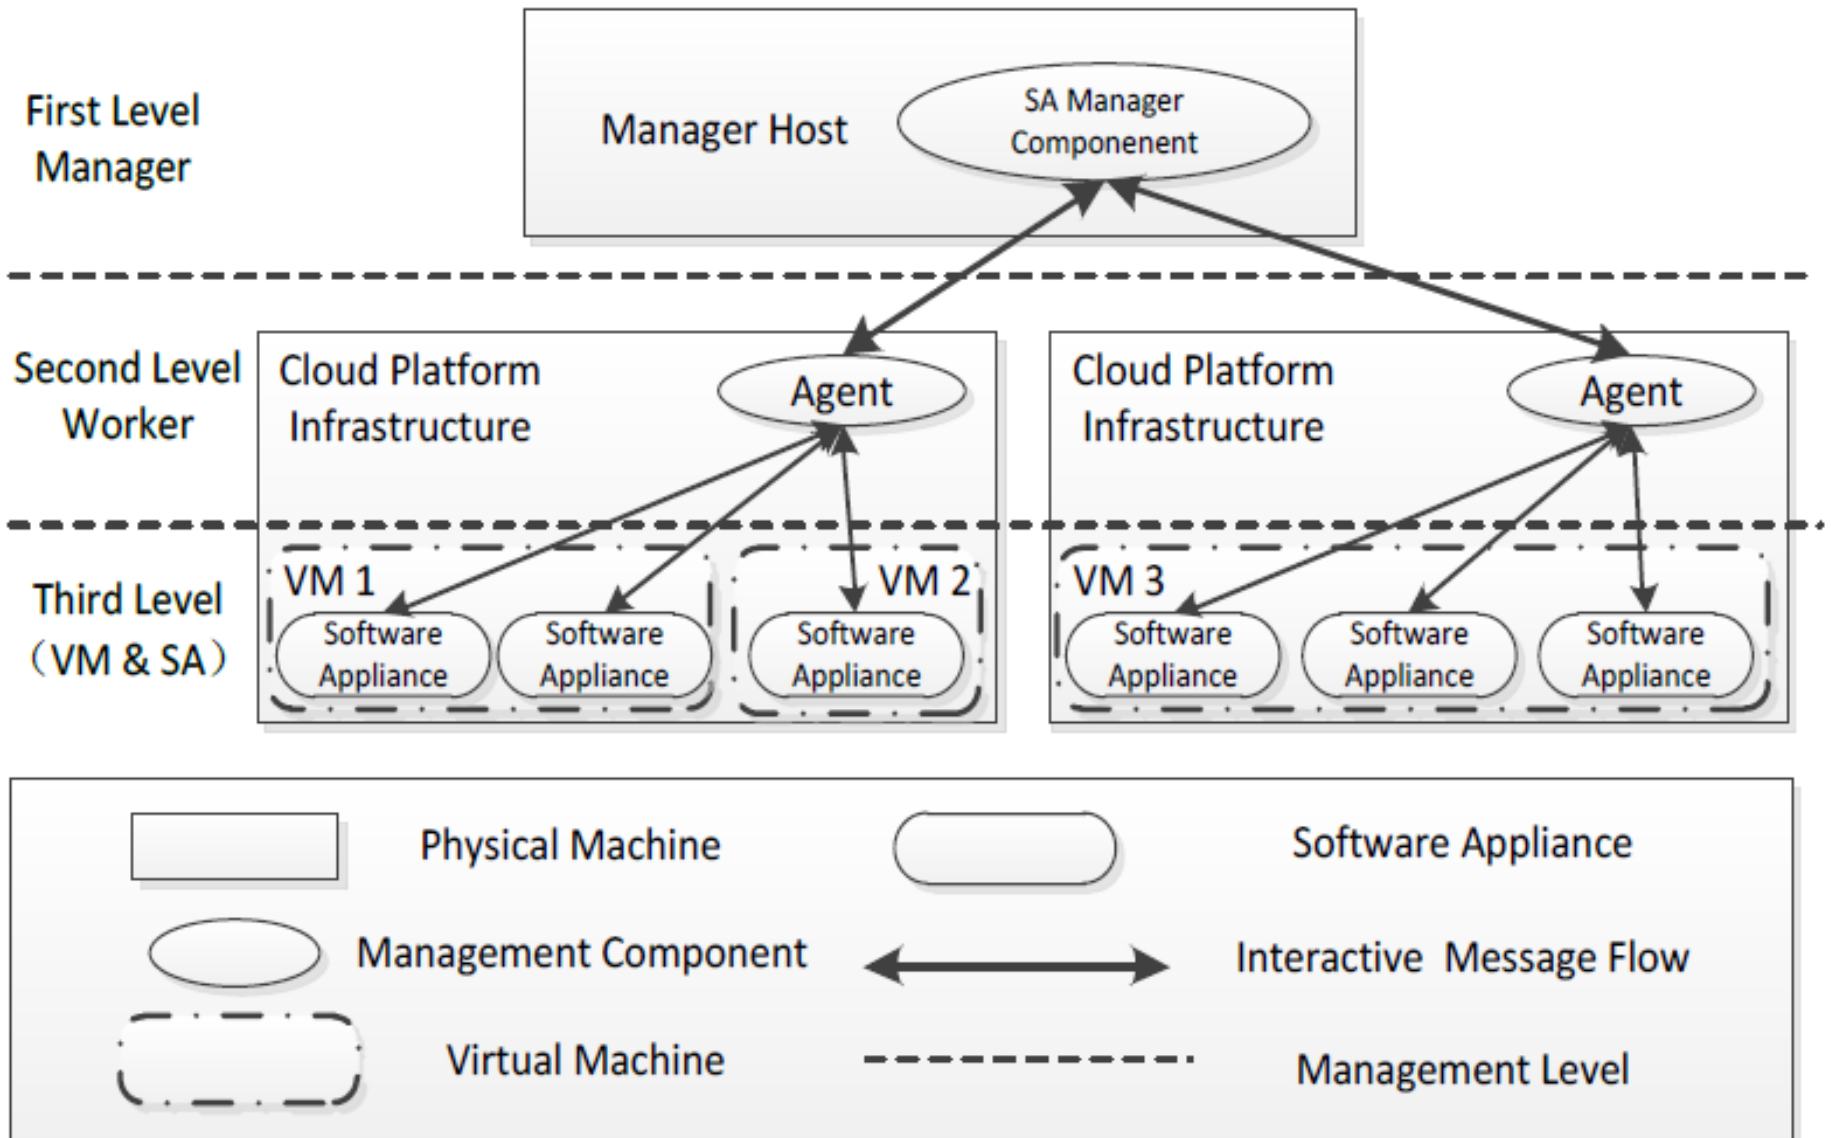 First Level
Manager
Manager Host
SA Manager
Componenent
Second Level
Worker
Cloud Platform
Infrastructure
Agent
Cloud Platform
Infrastructure
Agent
Third Level
（VM & SA）
VM 1
Software
Appliance
Software
Appliance
VM 2
Software
Appliance
VM 3
Software
Appliance
Software
Appliance
Software
Appliance
Physical Machine
Software Appliance
Management Component
Interactive Message Flow
Virtual Machine
Management Level